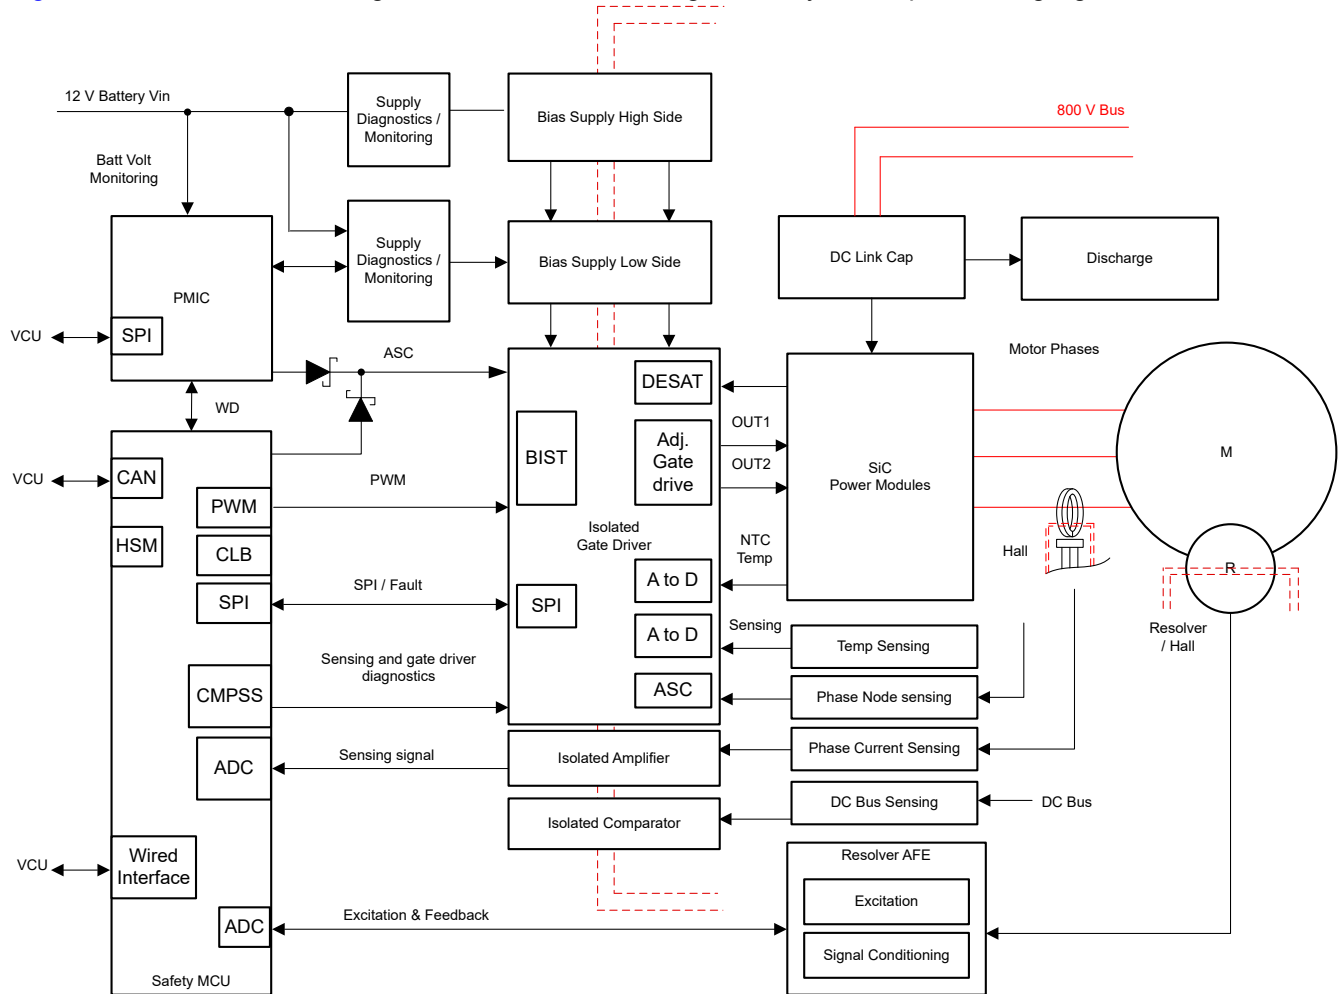 12 V Battery Vin
Supply
Diagnostics /
Monitoring
Bias Supply High Side
800 V Bus
Batt Volt
Monitoring
PMIC
Supply
Diagnostics /
Monitoring
Bias Supply Low Side
DC Link Cap
Discharge
VCU
SPI
ASC
Motor Phases
WD
DESAT
OUT1
OUT2
Adj.
Gate
drive
BIST
SiC
Power Modules
M
VCU
CAN
PWM
PWM
HSM
CLB
Isolated
Gate Driver
NTC
Temp
Hall
R
SPI
SPI / Fault
SPI
A to D
A to D
Sensing
Temp Sensing
Resolver
/ Hall
Sensing and gate driver
diagnostics
CMPSS
ASC
Phase Node sensing
ADC
Sensing signal
Isolated Amplifier
Phase Current Sensing
Isolated Comparator
DC Bus Sensing
DC Bus
VCU
Wired
Interface
Resolver AFE
Excitation
ADC
Excitation & Feedback
Signal Conditioning
Safety MCU